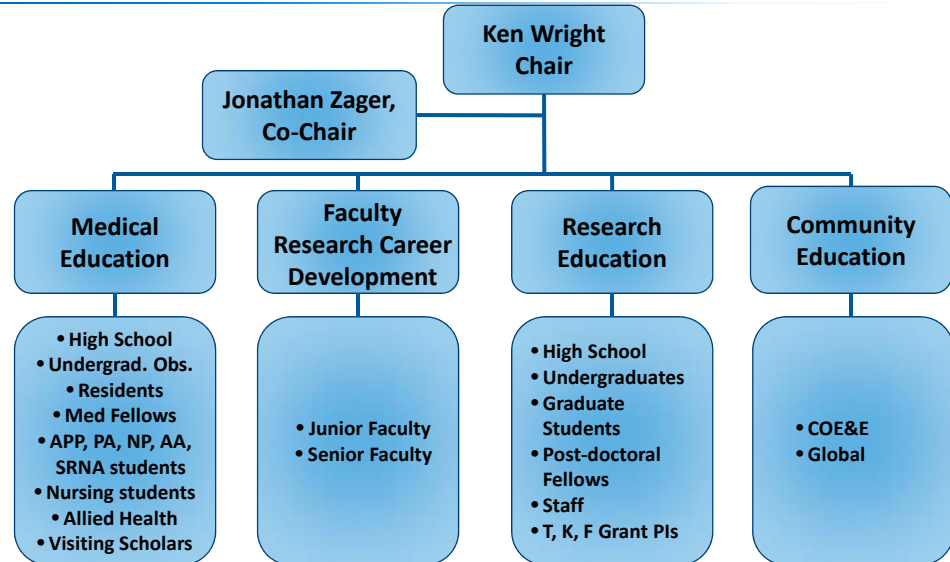 Ken Wright
Chair
Jonathan Zager,
Co-Chair
Medical
Education
Faculty
Research Career
Development
Research
Education
Community
Education
• High School
• Undergrad. Obs.
• Residents
• Med Fellows
• APP, PA, NP, AA,
SRNA students
• Nursing students
• Allied Health
• Visiting Scholars
• Junior Faculty
• Senior Faculty
• High School
• Undergraduates
• Graduate
Students
• Post-doctoral
Fellows
• Staff
• T, K, F Grant PIs
• COE&E
• Global